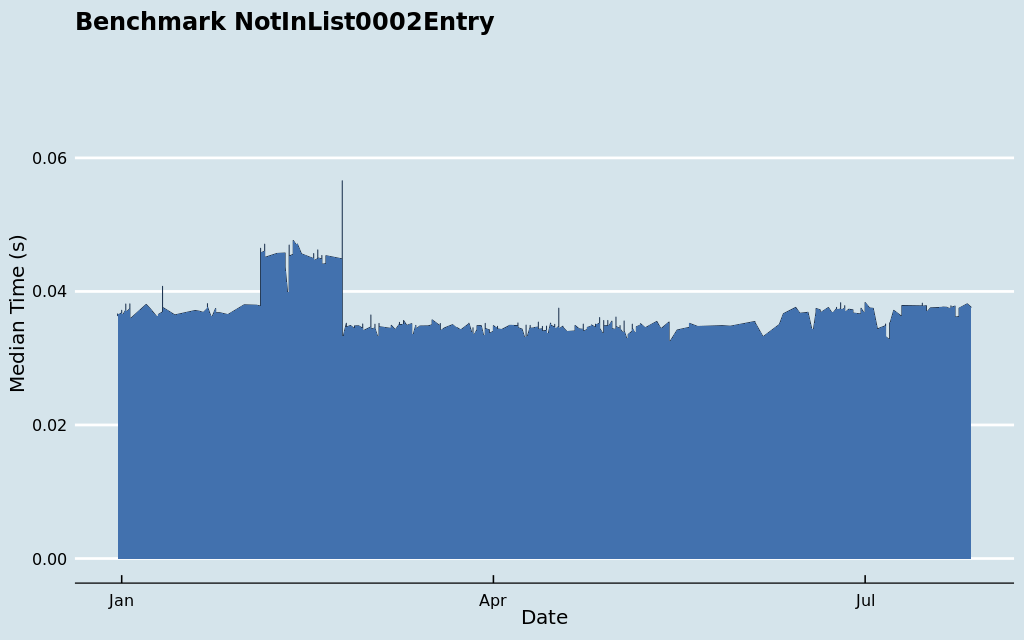 Benchmark NotInList0002Entry
Median Time (s)
0.06
0.04
0.02
0.00
Jan
Apr
Jul
Date